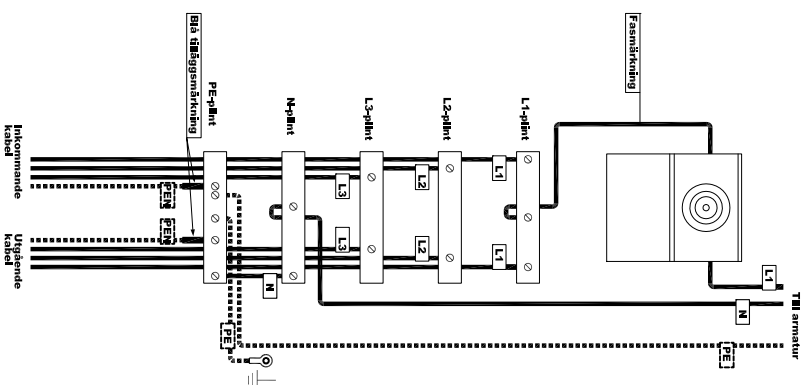 Blå tilläggsmärkning
PE-plint
N-plint
L3-plint
L2-plint
L1-plint
Fasmärkning
Inkommande
kabel
PEN
L3
L2
L1
Utgående
kabel
PEN
L3
L2
L1
N
L1
N
PE
PE
Till armatur